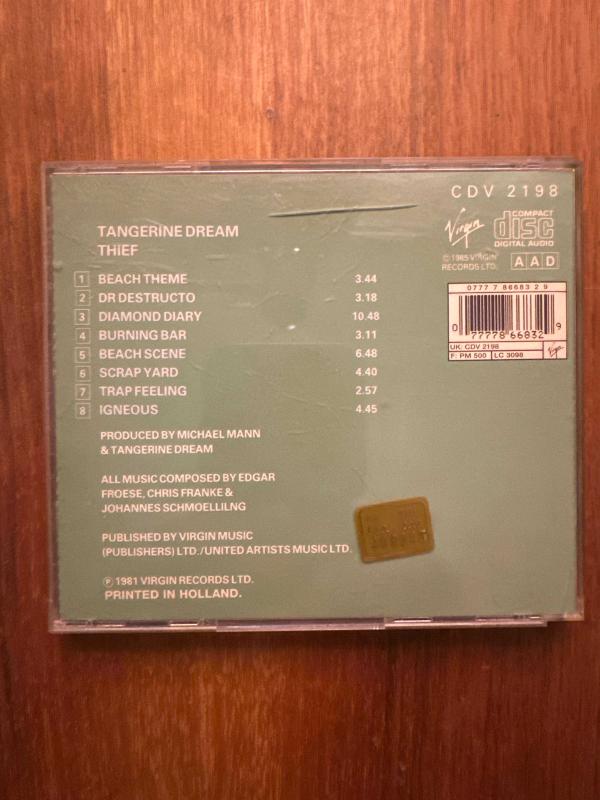 CDV 2198
TANGERINE DREAM
THIEF
Virgin
COMPACT
disc
DIGITAL AUDIO
© 1985 VIRGIN
RECORDS LTD.
AAD
1 BEACH THEME 3.44
2 DR DESTRUCTO 3.18
3 DIAMOND DIARY 10.48
4 BURNING BAR 3.11
5 BEACH SCENE 6.48
6 SCRAP YARD 4.40
7 TRAP FEELING 2.57
8 IGNEOUS 4.45
0777 7 86683 2 9
0 77778 66832 9
UK: CDV 2198
F: PM 500 LC 3098
Virgin
PRODUCED BY MICHAEL MANN
& TANGERINE DREAM
ALL MUSIC COMPOSED BY EDGAR
FROESE, CHRIS FRANKE &
JOHANNES SCHMOELLILNG
PUBLISHED BY VIRGIN MUSIC
(PUBLISHERS) LTD./UNITED ARTISTS MUSIC LTD.
℗ 1981 VIRGIN RECORDS LTD.
PRINTED IN HOLLAND.